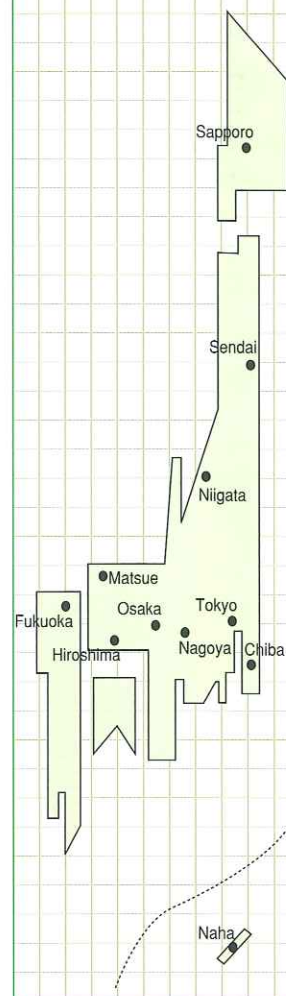 Sapporo
Sendai
Niigata
Matsue
Osaka
Tokyo
Fukuoka
Hiroshima
Nagoya
Chiba
Naha